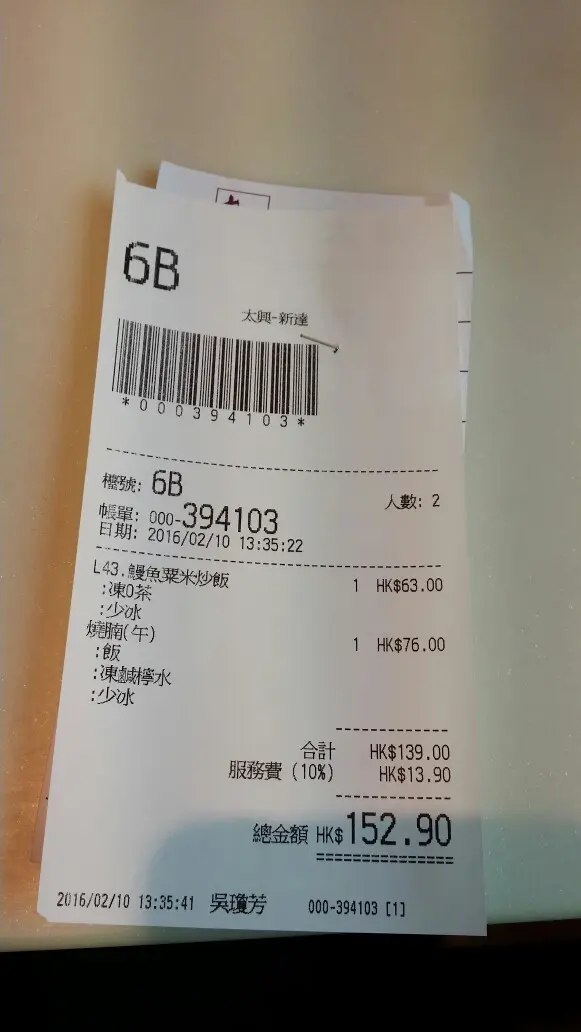 6B
太興-新達
*000394103*
檯號: 6B 人數: 2
帳單: 000-394103
日期: 2016/02/10 13:35:22
L43.鰻魚粟米炒飯 1 HK$63.00
:凍0茶
:少冰
燒腩(午) 1 HK$76.00
:飯
:凍鹹檸水
:少冰
合計 HK$139.00
服務費 (10%) HK$13.90
總金額 HK$152.90
2016/02/10 13:35:41 吳瓊芳 000-394103 [1]